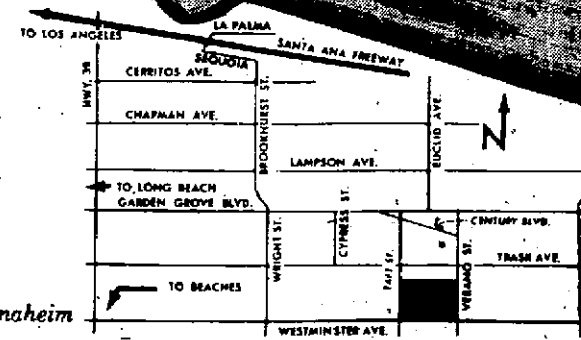 LA PALMA
TO LOS ANGELES
SANTA ANA FREEWAY
SEQUOIA
CERRITOS AVE.
HWY. 39
BROOKHURST ST.
EUCLID AVE.
N
CHAPMAN AVE.
LAMPSON AVE.
TO LONG BEACH
GARDEN GROVE BLVD.
CYPRESS ST.
CENTURY BLVD.
WRIGHT ST.
TAFT ST.
VERANO ST.
TRASK AVE.
TO BEACHES
naheim
WESTMINSTER AVE.